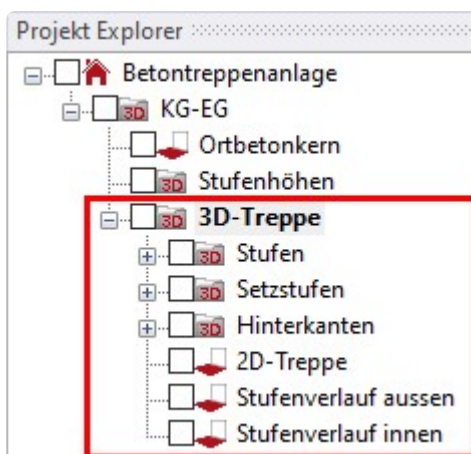 Projekt Explorer
Betontreppenanlage
3D KG-EG
Ortbetonkern
3D Stufenhöhen
3D 3D-Treppe
3D Stufen
3D Setzstufen
3D Hinterkanten
2D-Treppe
Stufenverlauf aussen
Stufenverlauf innen